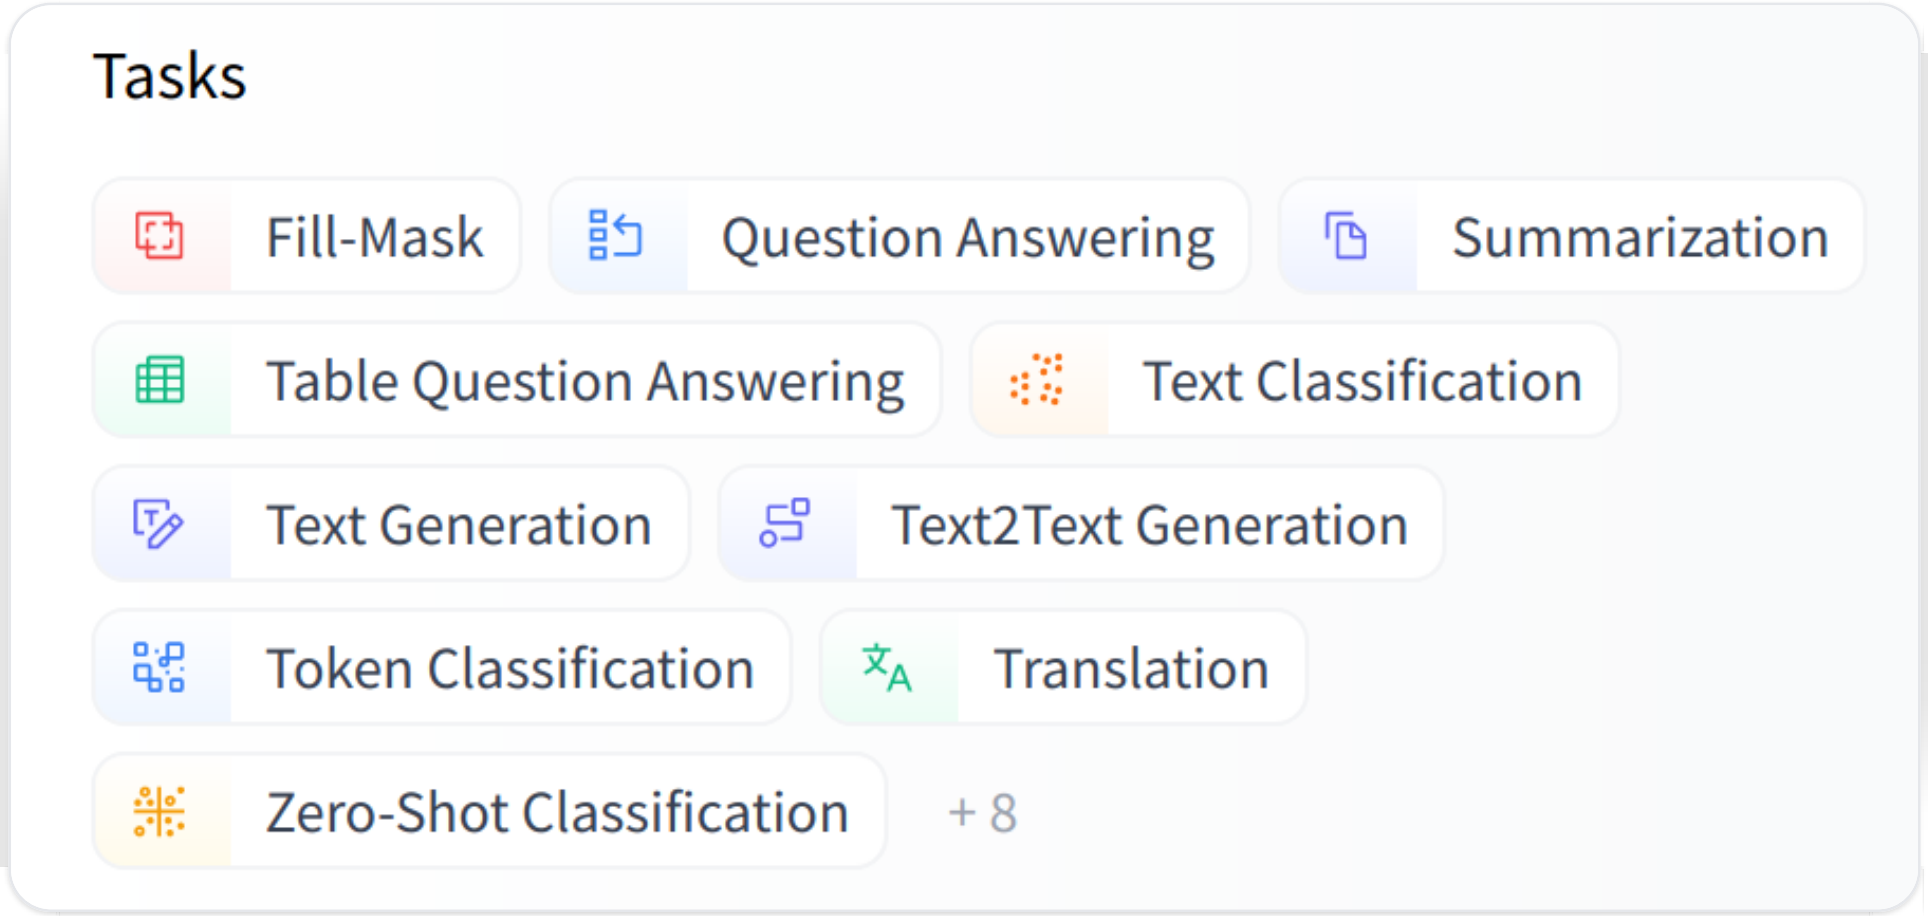 Tasks
Fill-Mask Question Answering Summarization
Table Question Answering Text Classification
Text Generation Text2Text Generation
Token Classification Translation
Zero-Shot Classification + 8